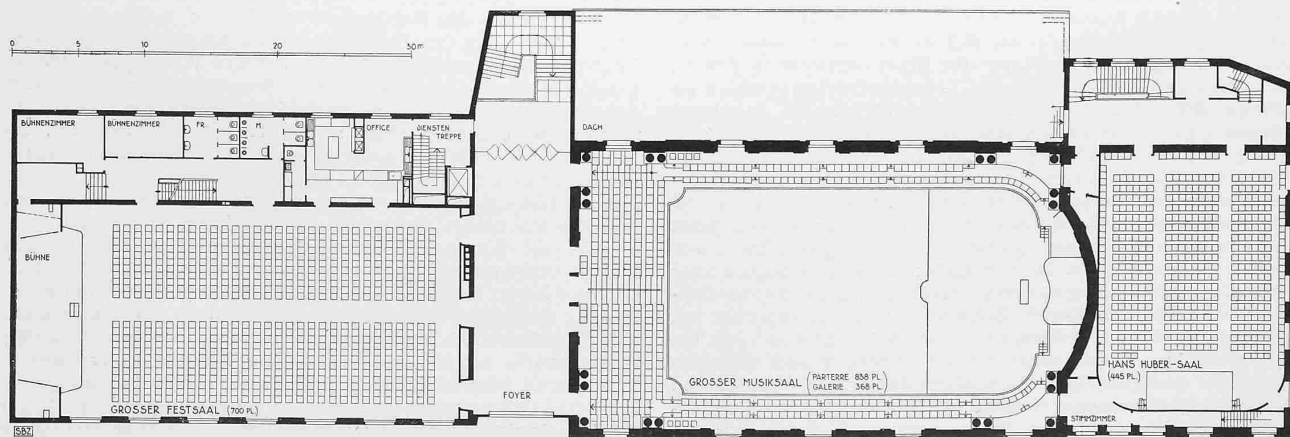 0 5 10 20 30 m
BÜHNENZIMMER
BÜHNENZIMMER
FR.
M.
OFFICE
DIENSTEN
TREPPE
DACH
BÜHNE
GROSSER FESTSAAL (700 PL.)
FOYER
GROSSER MUSIKSAAL (PARTERRE 838 PL.
GALERIE 368 PL.)
HANS HUBER-SAAL
(445 PL.)
STIMMZIMMER
SBZ